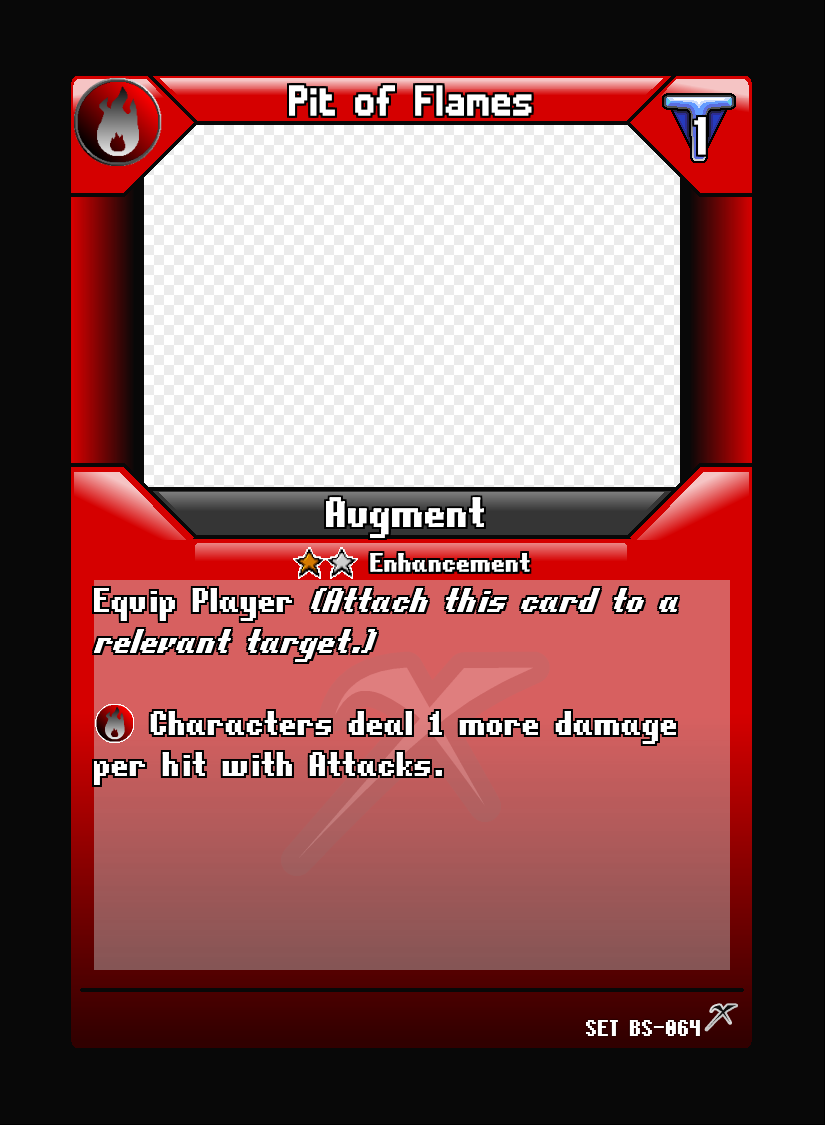 Pit of Flames
1
Augment
Enhancement
Equip Player (Attach this card to a
relevant target.)
Characters deal 1 more damage
per hit with Attacks.
SET BS-064